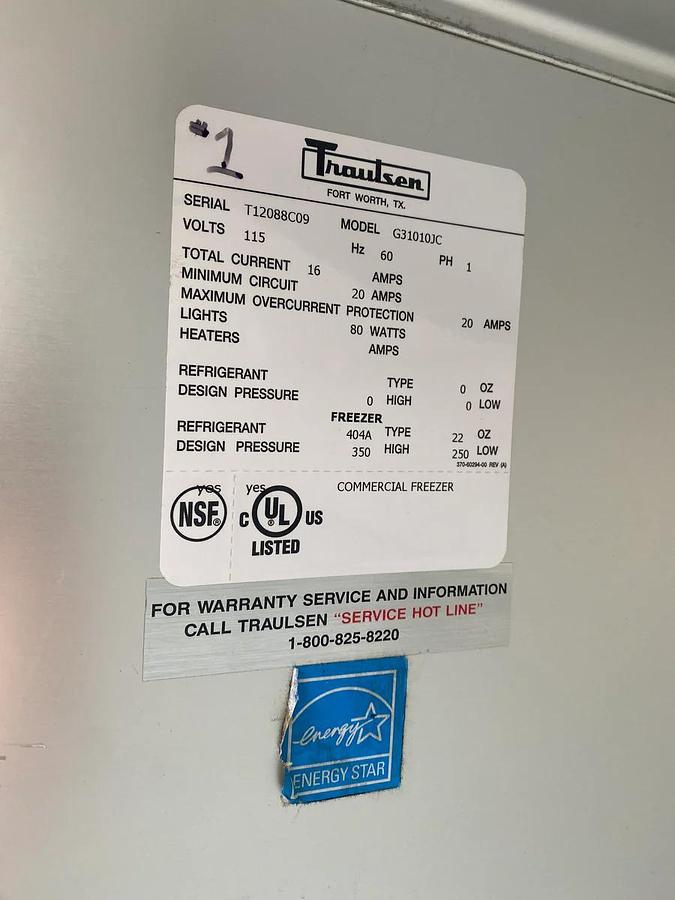 #1
Traulsen
FORT WORTH, TX.
SERIAL T12088C09 MODEL G31010JC
VOLTS 115 Hz 60 PH 1
TOTAL CURRENT 16 AMPS
MINIMUM CIRCUIT 20 AMPS
MAXIMUM OVERCURRENT PROTECTION 20 AMPS
LIGHTS 80 WATTS
HEATERS AMPS
REFRIGERANT TYPE 0 OZ
DESIGN PRESSURE 0 HIGH 0 LOW
FREEZER
REFRIGERANT 404A TYPE 22 OZ
DESIGN PRESSURE 350 HIGH 250 LOW
370-60294-00 REV (A)
yes yes COMMERCIAL FREEZER
NSF® C UL® US
LISTED
FOR WARRANTY SERVICE AND INFORMATION
CALL TRAULSEN "SERVICE HOT LINE"
1-800-825-8220
energy
ENERGY STAR